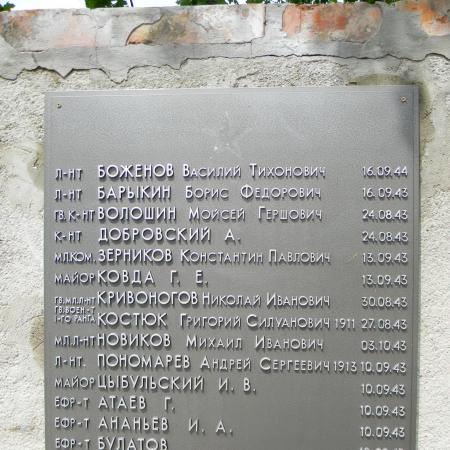 Л-НТ БОЖЕНОВ ВАСИЛИЙ ТИХОНОВИЧ 16.09.44
Л-НТ БАРЫКИН БОРИС ФЕДОРОВИЧ 16.09.43
ГВ.К-НТ ВОЛОШИН МОЙСЕЙ ГЕРШОВИЧ 24.08.43
К-НТ ДОБРОВСКИЙ А. 24.08.43
МЛ.КОМ. ЗЕРНИКОВ КОНСТАНТИН ПАВЛОВИЧ 13.09.43
МАЙОР КОВДА Г. Е. 13.09.43
ГВ.МЛ.Л-НТ КРИВОНОГОВ НИКОЛАЙ ИВАНОВИЧ 30.08.43
ГВ.ВОЕН-Т 1-ГО РАНГА КОСТЮК ГРИГОРИЙ СИЛУАНОВИЧ 1911 27.08.43
МЛ.Л-НТ НОВИКОВ МИХАИЛ ИВАНОВИЧ 03.10.43
Л-НТ. ПОНОМАРЕВ АНДРЕЙ СЕРГЕЕВИЧ 1913 10.09.43
МАЙОР ЦЫБУЛЬСКИЙ И. В. 10.09.43
ЕФР-Т АТАЕВ Г. 10.09.43
ЕФР-Т АНАНЬЕВ И. А. 10.09.43
ЕФР-Т БУЛАТОВ 10.09.43